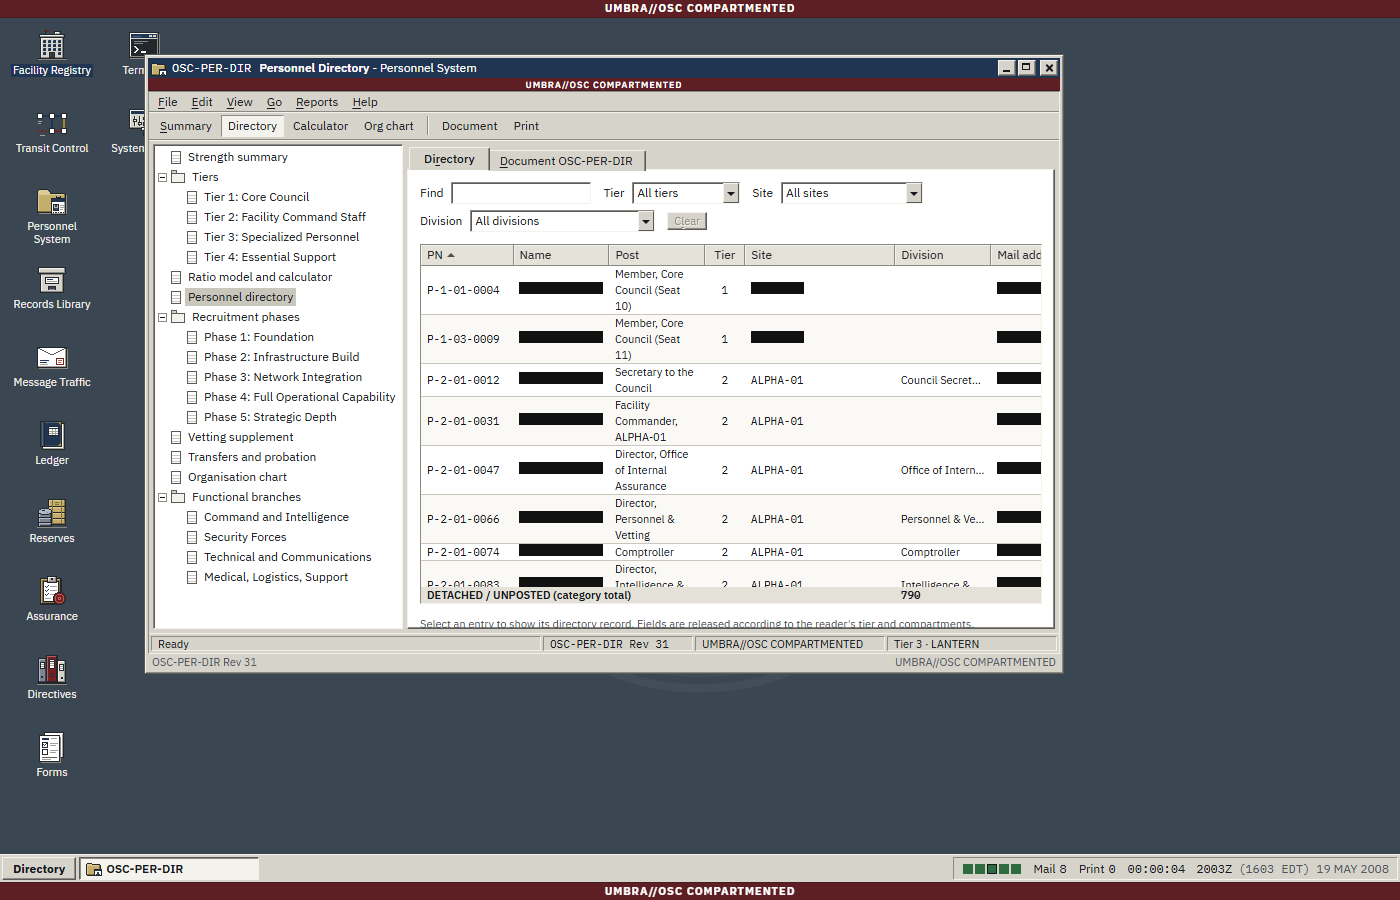 UMBRA//OSC COMPARTMENTED
Facility Registry
Transit Control
System
Personnel System
Records Library
Message Traffic
Ledger
Reserves
Assurance
Directives
Forms
OSC-PER-DIR Personnel Directory - Personnel System
UMBRA//OSC COMPARTMENTED
File Edit View Go Reports Help
Summary Directory Calculator Org chart Document Print
Strength summary
Tiers
Tier 1: Core Council
Tier 2: Facility Command Staff
Tier 3: Specialized Personnel
Tier 4: Essential Support
Ratio model and calculator
Personnel directory
Recruitment phases
Phase 1: Foundation
Phase 2: Infrastructure Build
Phase 3: Network Integration
Phase 4: Full Operational Capability
Phase 5: Strategic Depth
Vetting supplement
Transfers and probation
Organisation chart
Functional branches
Command and Intelligence
Security Forces
Technical and Communications
Medical, Logistics, Support
Directory Document OSC-PER-DIR
Find Tier All tiers Site All sites
Division All divisions Clear
PN Name Post Tier Site Division Mail add
P-1-01-0004 Member, Core Council (Seat 10) 1
P-1-03-0009 Member, Core Council (Seat 11) 1
P-2-01-0012 Secretary to the Council 2 ALPHA-01 Council Secret...
P-2-01-0031 Facility Commander, ALPHA-01 2 ALPHA-01
P-2-01-0047 Director, Office of Internal Assurance 2 ALPHA-01 Office of Intern...
P-2-01-0066 Director, Personnel & Vetting 2 ALPHA-01 Personnel & Ve...
P-2-01-0074 Comptroller 2 ALPHA-01 Comptroller
P-2-01-0083 Director, Intelligence & 2 ALPHA-01 Intelligence &
DETACHED / UNPOSTED (category total) 790
Select an entry to show its directory record. Fields are released according to the reader's tier and compartments.
Ready OSC-PER-DIR Rev 31 UMBRA//OSC COMPARTMENTED Tier 3 · LANTERN
OSC-PER-DIR Rev 31 UMBRA//OSC COMPARTMENTED
Directory OSC-PER-DIR Mail 8 Print 0 00:00:04 2003Z (1603 EDT) 19 MAY 2008
UMBRA//OSC COMPARTMENTED